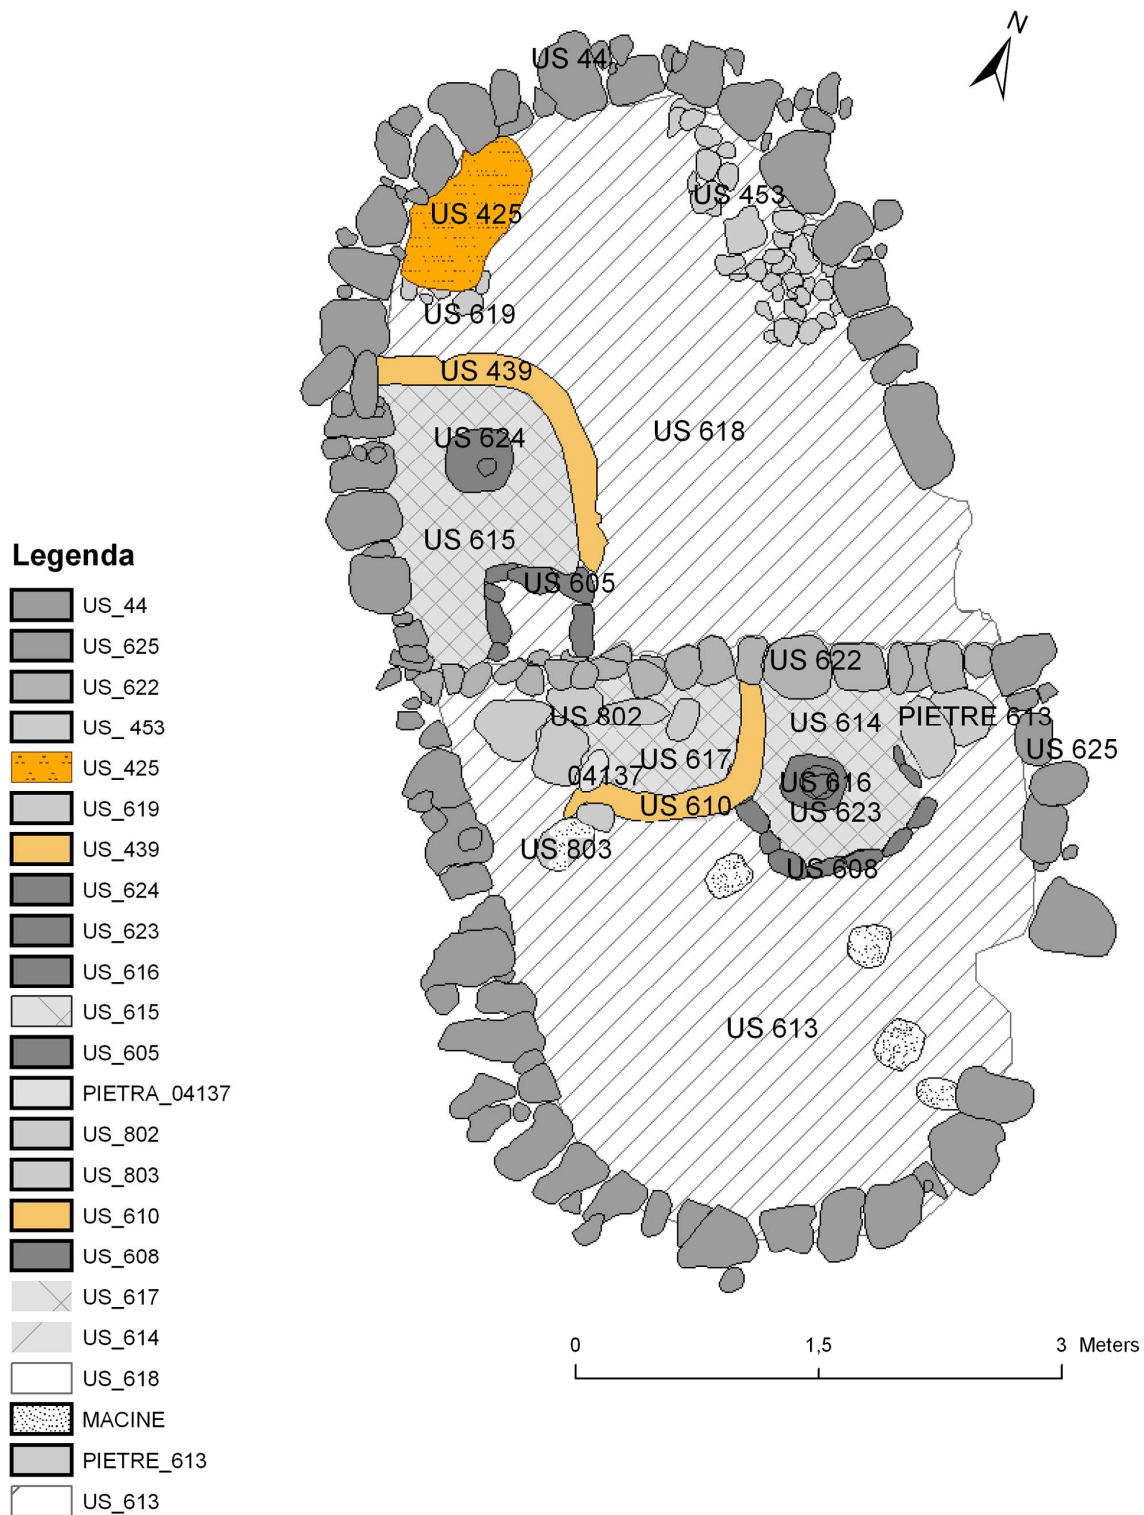 N
US 44
US 453
US 425
US 619
US 439
US 624
US 618
US 615
US 605
US 622
US 802
US 614
PIETRE 613
US 625
US 617
04137
US 616
US 610
US 623
US 803
US 608
US 613
Legenda
US_44
US_625
US_622
US_ 453
US_425
US_619
US_439
US_624
US_623
US_616
US_615
US_605
PIETRA_04137
US_802
US_803
US_610
US_608
US_617
US_614
US_618
MACINE
PIETRE_613
US_613
0 1,5 3 Meters